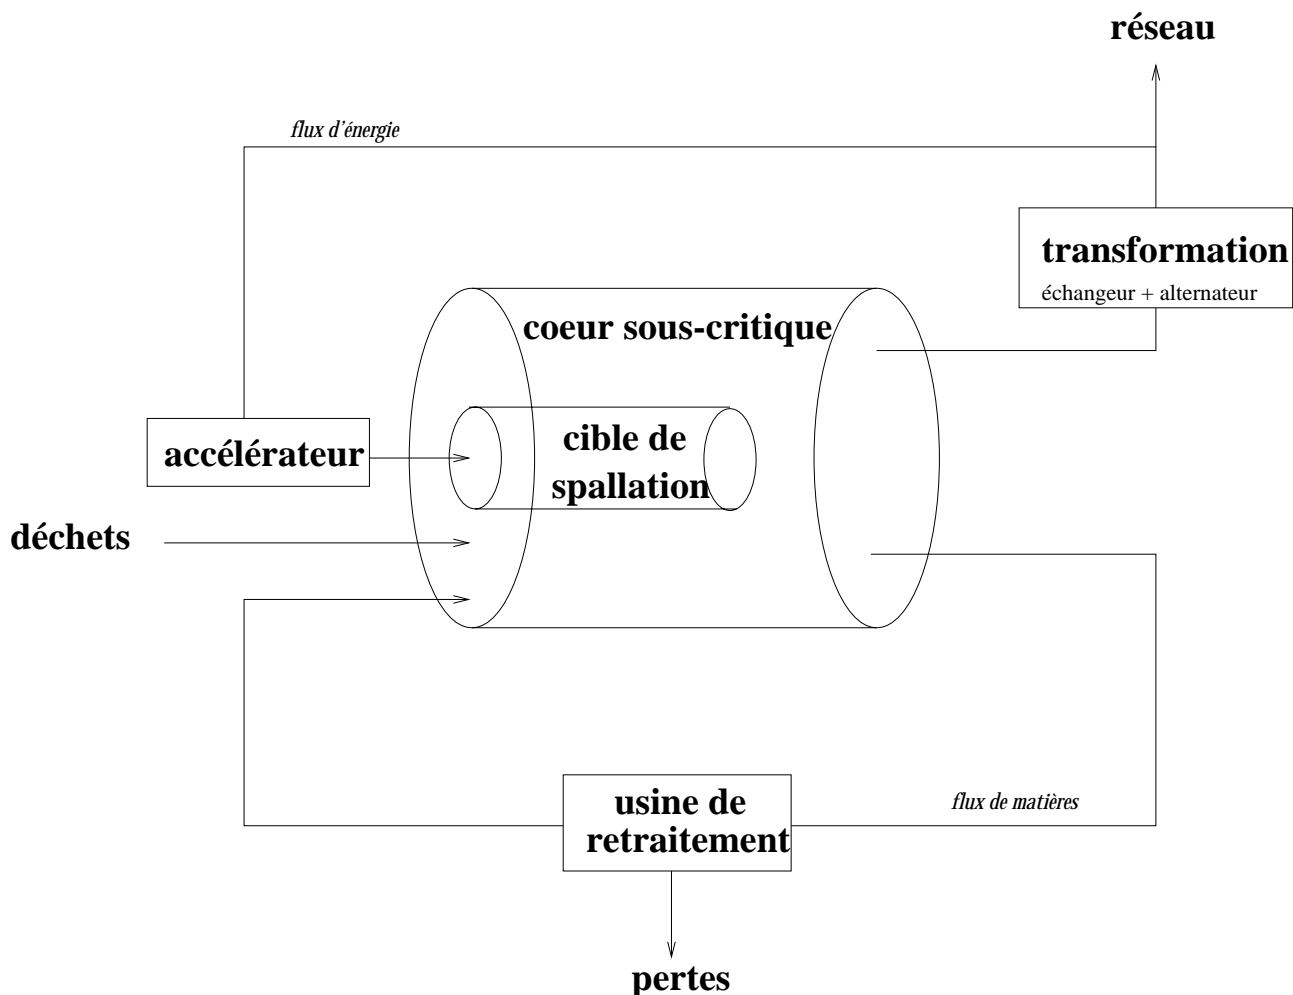 réseau
flux d'énergie
transformation
échangeur + alternateur
coeur sous-critique
accélérateur
cible de
spallation
déchets
usine de
retraitement
flux de matières
pertes